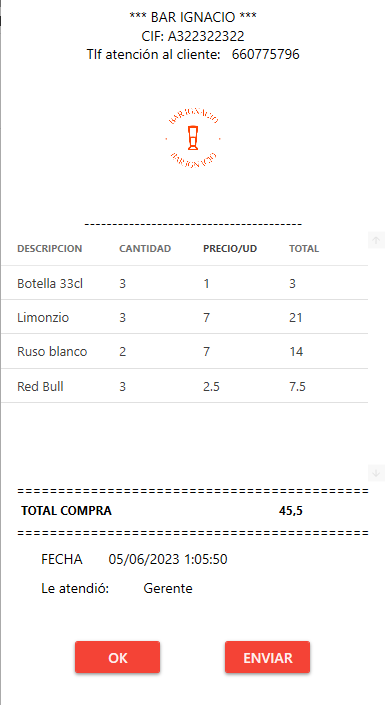 *** BAR IGNACIO ***
CIF: A322322322
Tlf atención al cliente: 660775796
BAR IGNACIO
BAR IGNACIO
----------------------------------------
DESCRIPCION CANTIDAD PRECIO/UD TOTAL
Botella 33cl 3 1 3
Limonzio 3 7 21
Ruso blanco 2 7 14
Red Bull 3 2.5 7.5
===========================================
TOTAL COMPRA 45,5
===========================================
FECHA 05/06/2023 1:05:50
Le atendió: Gerente
OK ENVIAR